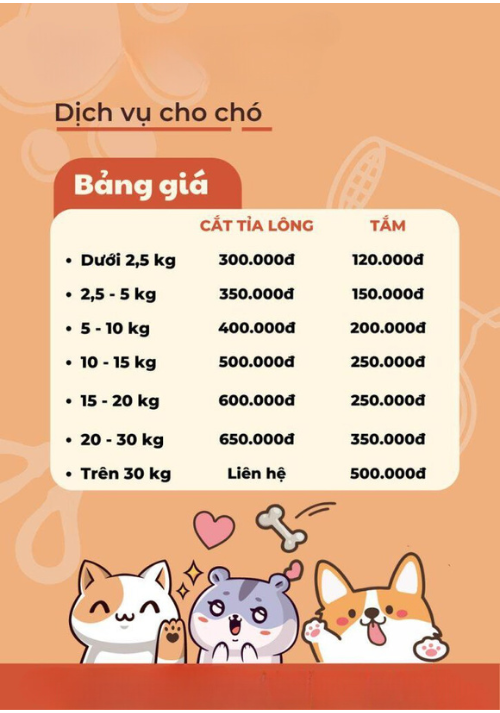 Dịch vụ cho chó
Bảng giá
CẮT TỈA LÔNG TẮM
• Dưới 2,5 kg 300.000đ 120.000đ
• 2,5 - 5 kg 350.000đ 150.000đ
• 5 - 10 kg 400.000đ 200.000đ
• 10 - 15 kg 500.000đ 250.000đ
• 15 - 20 kg 600.000đ 250.000đ
• 20 - 30 kg 650.000đ 350.000đ
• Trên 30 kg Liên hệ 500.000đ